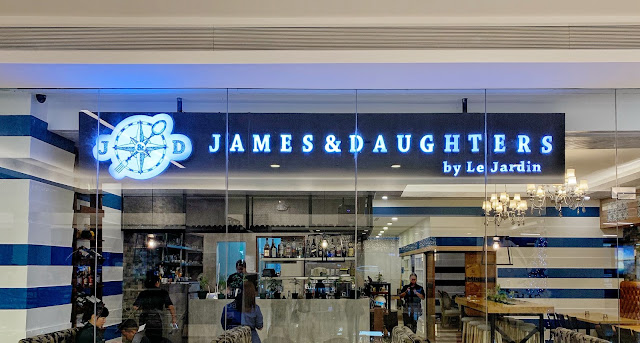 J & D JAMES & DAUGHTERS
by Le Jardin